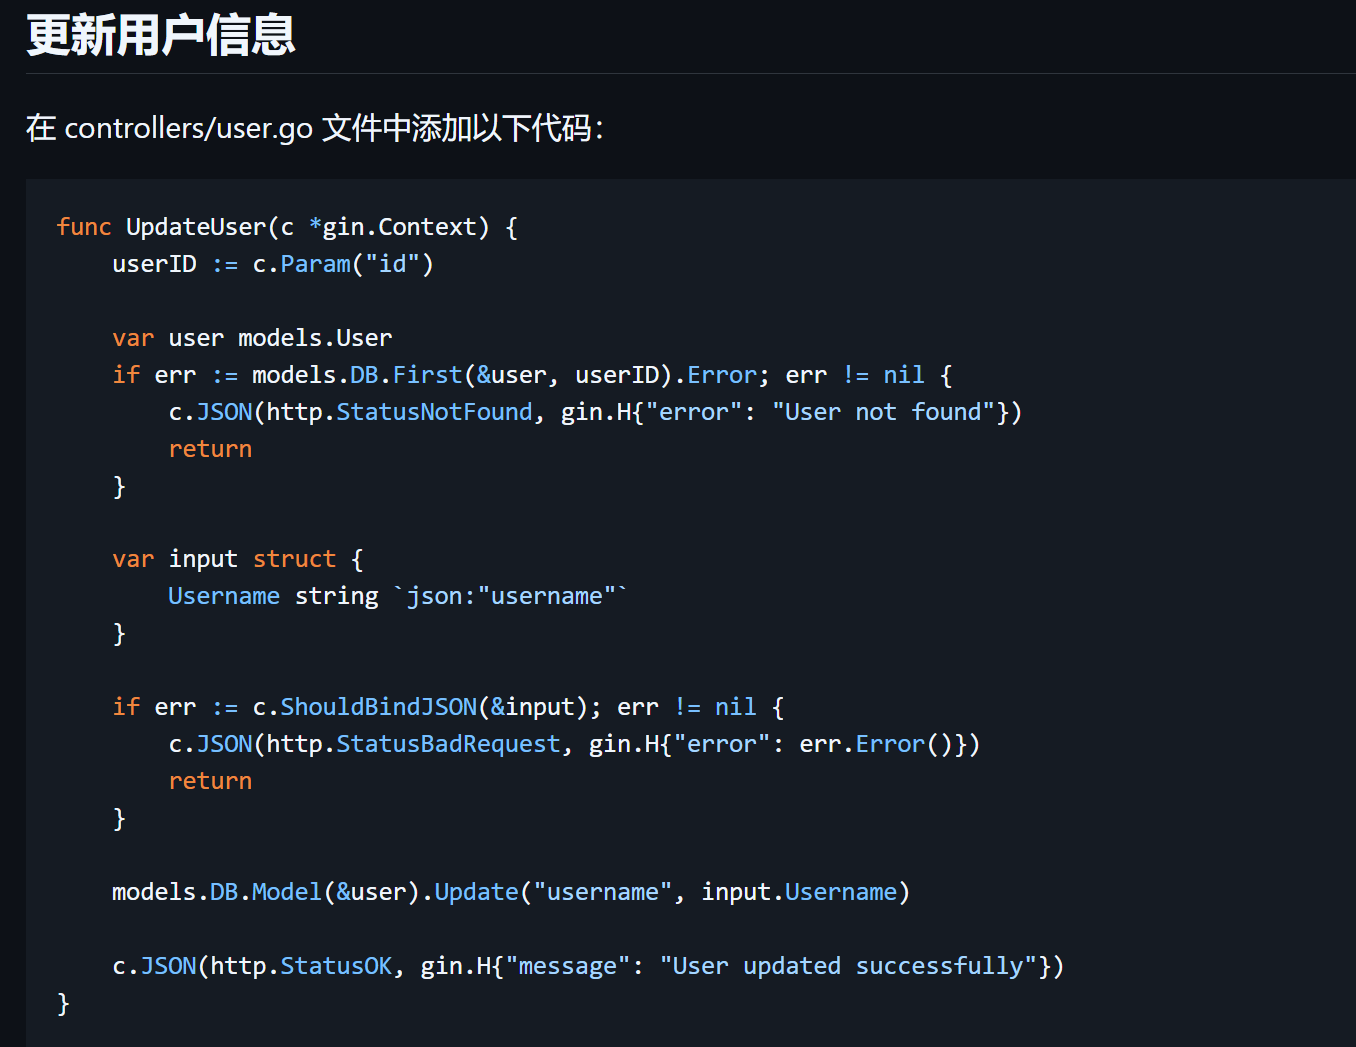 更新用户信息
在 controllers/user.go 文件中添加以下代码：
func UpdateUser(c *gin.Context) {
    userID := c.Param("id")

    var user models.User
    if err := models.DB.First(&user, userID).Error; err != nil {
        c.JSON(http.StatusNotFound, gin.H{"error": "User not found"})
        return
    }

    var input struct {
        Username string `json:"username"`
    }

    if err := c.ShouldBindJSON(&input); err != nil {
        c.JSON(http.StatusBadRequest, gin.H{"error": err.Error()})
        return
    }

    models.DB.Model(&user).Update("username", input.Username)

    c.JSON(http.StatusOK, gin.H{"message": "User updated successfully"})
}